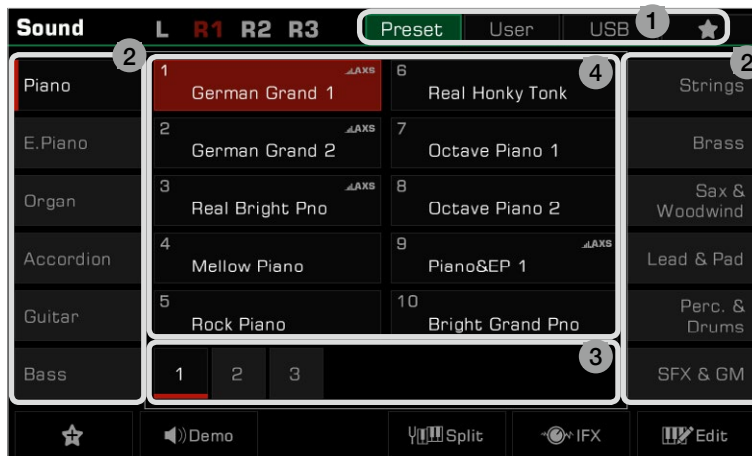 Sound L R1 R2 R3 Preset User USB 1
2 2
Piano
E.Piano
Organ
Accordion
Guitar
Bass
1 AXS German Grand 1
2 AXS German Grand 2
3 AXS Real Bright Pno
4 Mellow Piano
5 Rock Piano
4
6 Real Honky Tonk
7 Octave Piano 1
8 Octave Piano 2
9 AXS Piano&EP 1
10 Bright Grand Pno
1 2 3 3
Strings
Brass
Sax &
Woodwind
Lead & Pad
Perc. &
Drums
SFX & GM
Demo Split IFX Edit